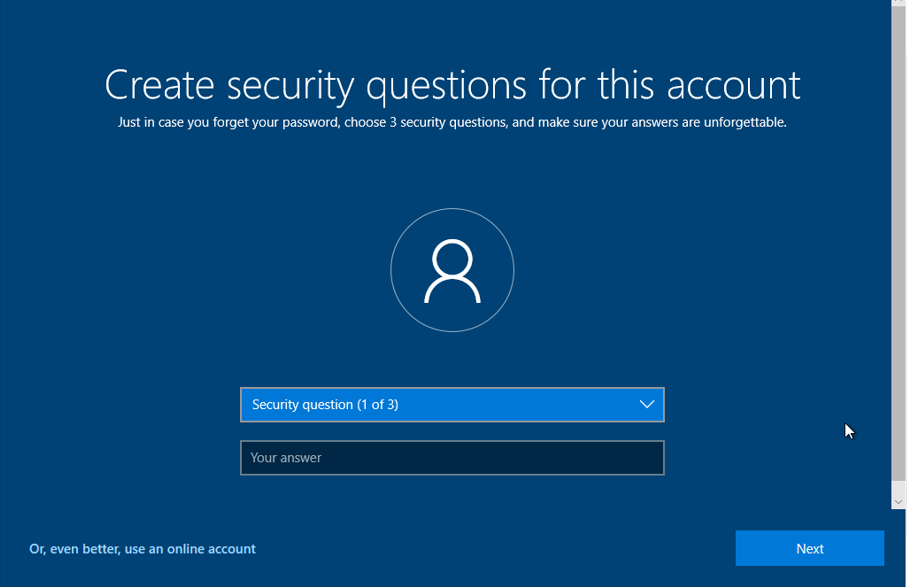 Create security questions for this account
Just in case you forget your password, choose 3 security questions, and make sure your answers are unforgettable.
Security question (1 of 3)
Your answer
Or, even better, use an online account
Next